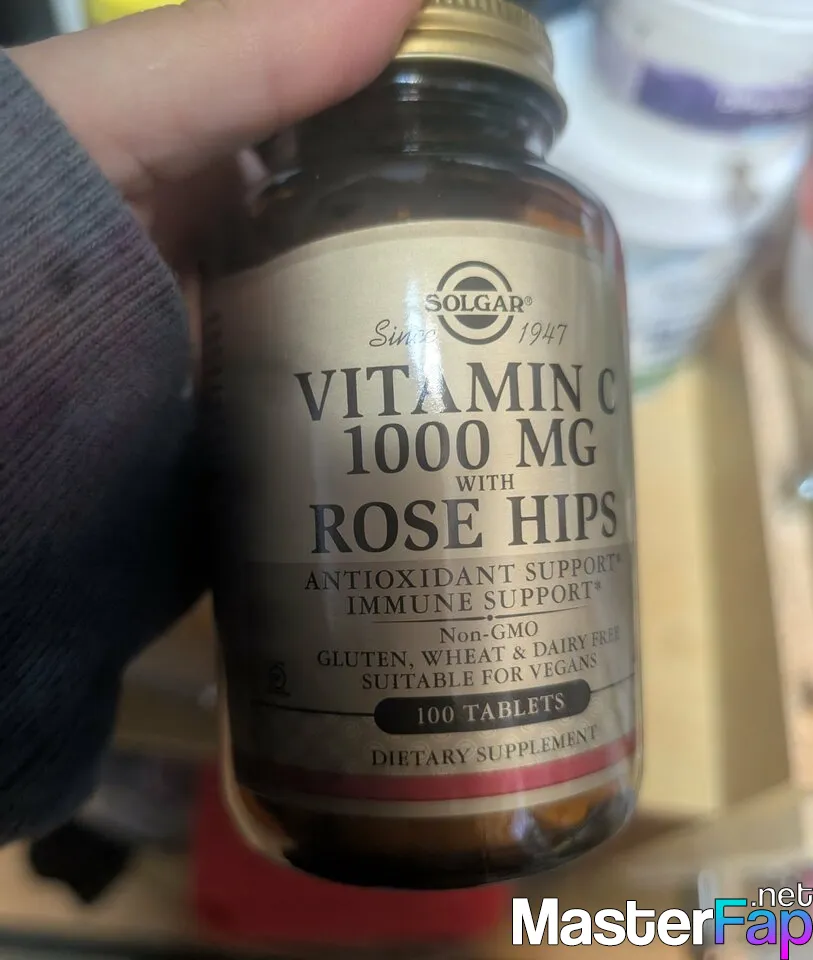 SOLGAR®
Since 1947
VITAMIN C
1000 MG
WITH
ROSE HIPS
ANTIOXIDANT SUPPORT*
IMMUNE SUPPORT*
Non-GMO
GLUTEN, WHEAT & DAIRY FREE
SUITABLE FOR VEGANS
100 TABLETS
DIETARY SUPPLEMENT
MasterFap.net